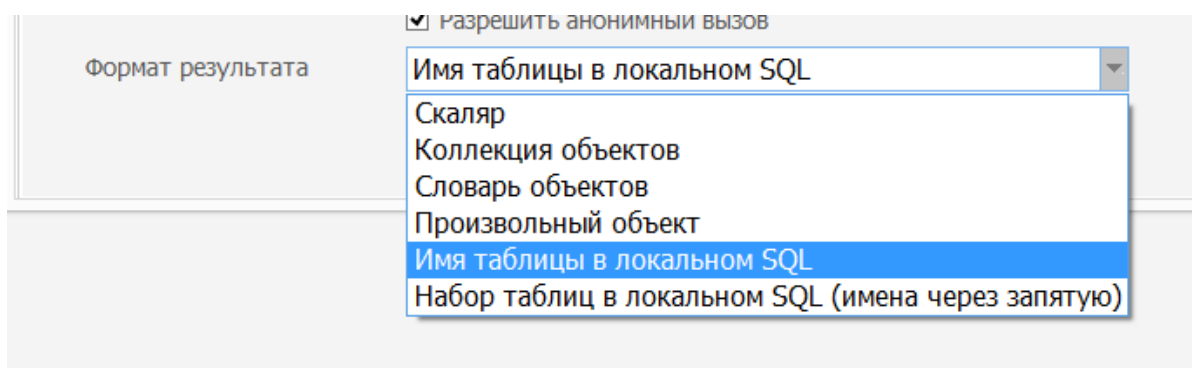 Разрешить анонимный вызов
Формат результата
Имя таблицы в локальном SQL
Скаляр
Коллекция объектов
Словарь объектов
Произвольный объект
Имя таблицы в локальном SQL
Набор таблиц в локальном SQL (имена через запятую)